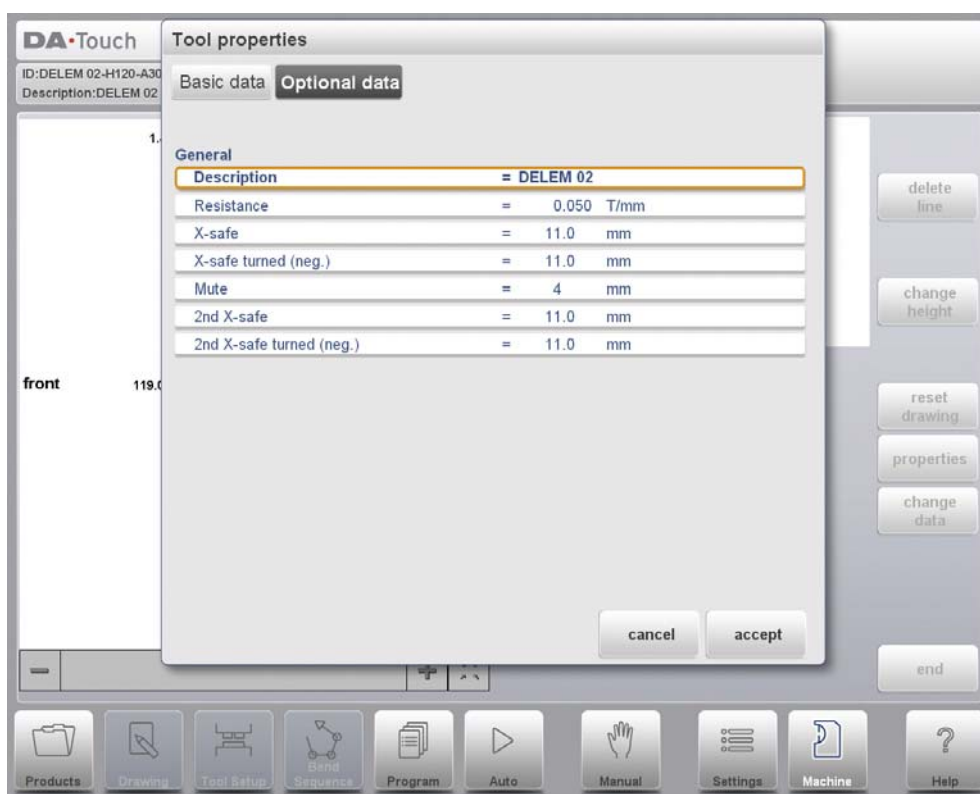 DA·Touch
ID:DELEM 02-H120-A30
Description:DELEM 02
Tool properties
Basic data Optional data
General
Description = DELEM 02
Resistance = 0.050 T/mm
X-safe = 11.0 mm
X-safe turned (neg.) = 11.0 mm
Mute = 4 mm
2nd X-safe = 11.0 mm
2nd X-safe turned (neg.) = 11.0 mm
cancel accept
front 119.0
delete
line
change
height
reset
drawing
properties
change
data
end
Products Drawing Tool Setup Bend
Sequence Program Auto Manual Settings Machine Help